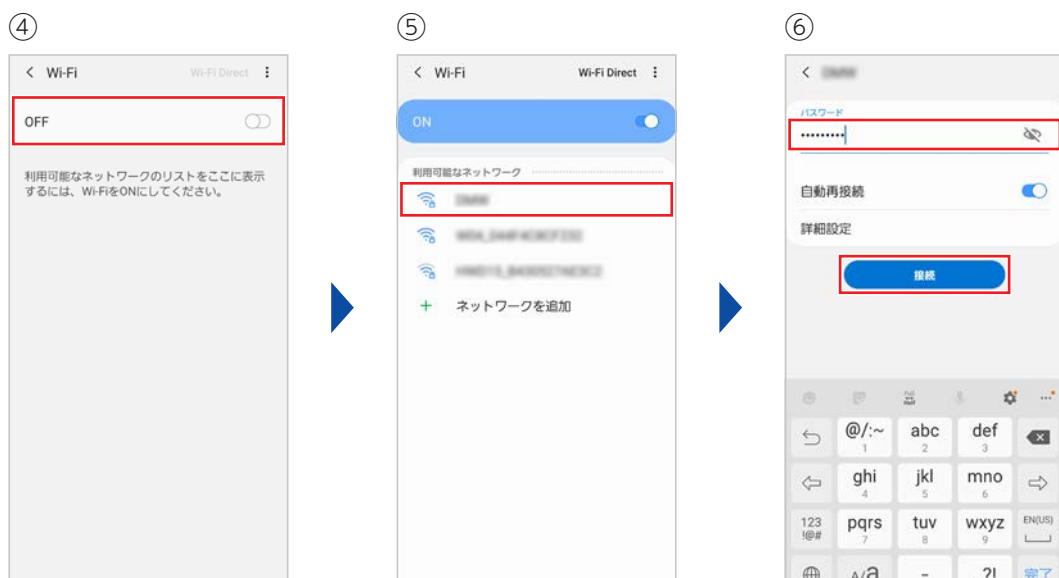 ④
Wi-Fi Wi-Fi Direct
OFF
利用可能なネットワークのリストをここに表示
するには、Wi-FiをONにしてください。
⑤
Wi-Fi Wi-Fi Direct
ON
利用可能なネットワーク
+ ネットワークを追加
⑥
パスワード
•••••••••
自動再接続
詳細設定
接続
@/:~ abc def
1 2 3
ghi jkl mno
4 5 6
123 pqrs tuv wxyz EN(US)
!@# 7 8 9
A/a - ?! 完了